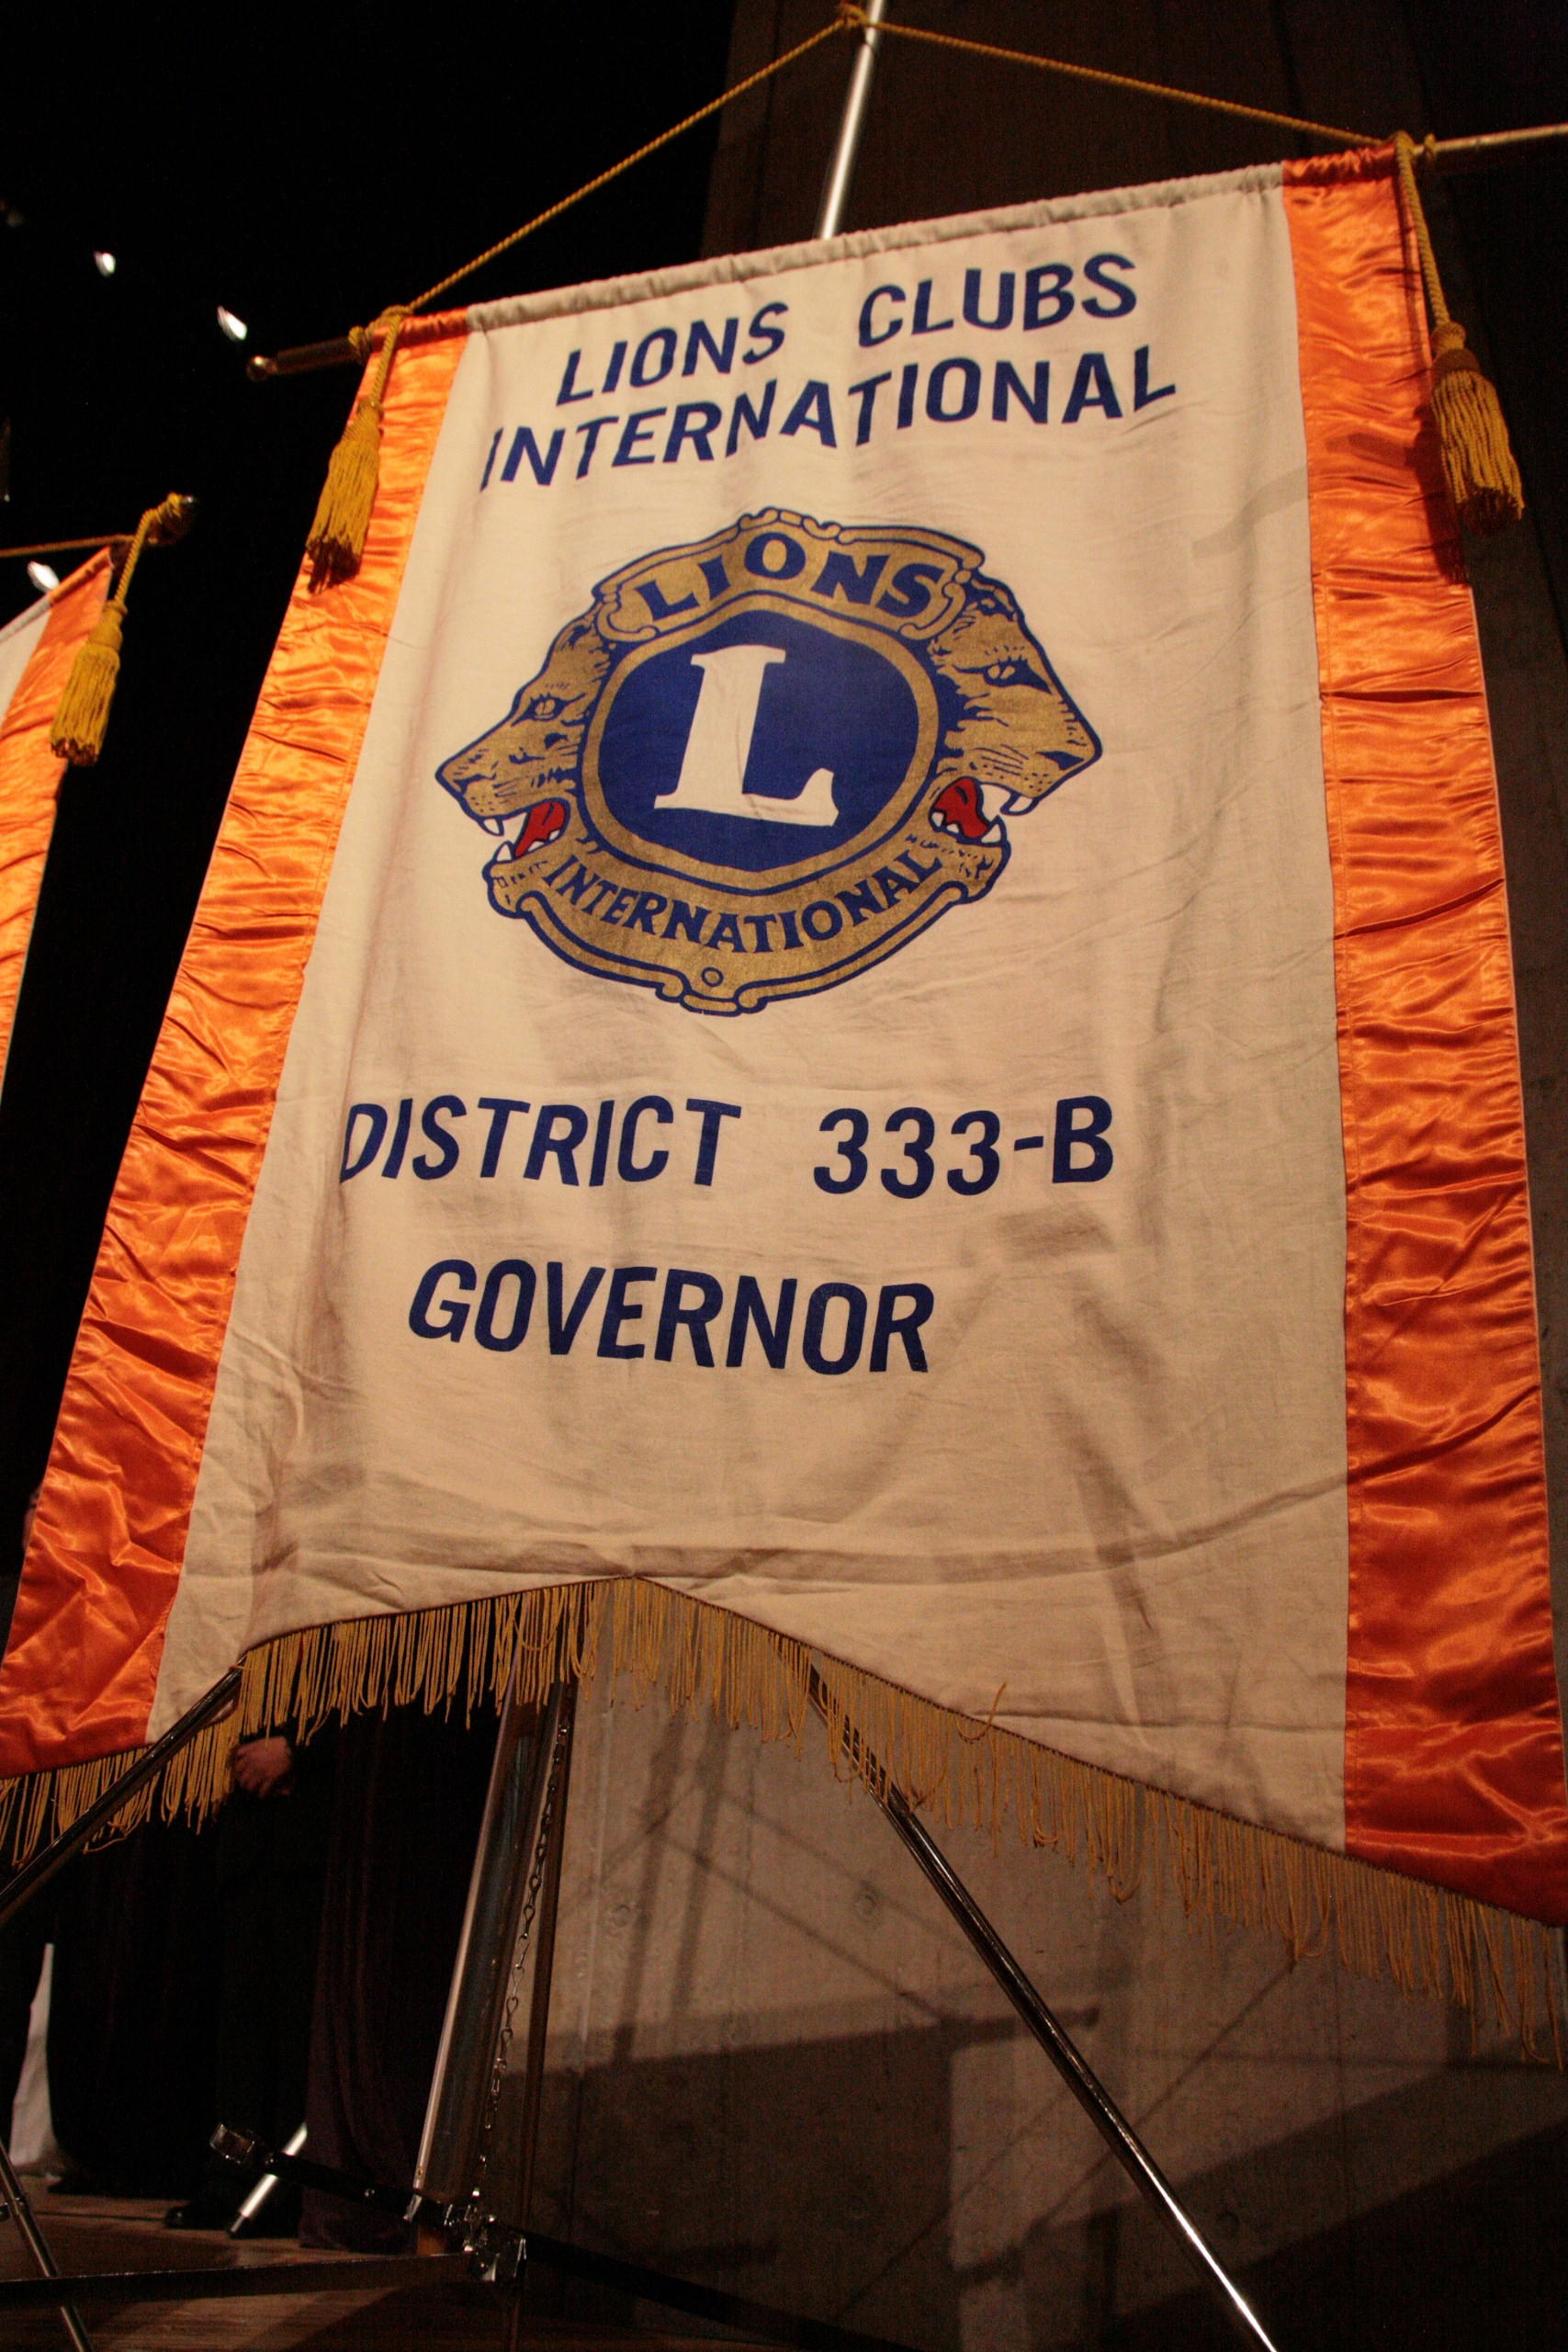 LIONS CLUBS
INTERNATIONAL
LIONS
L
INTERNATIONAL
DISTRICT 333-B
GOVERNOR